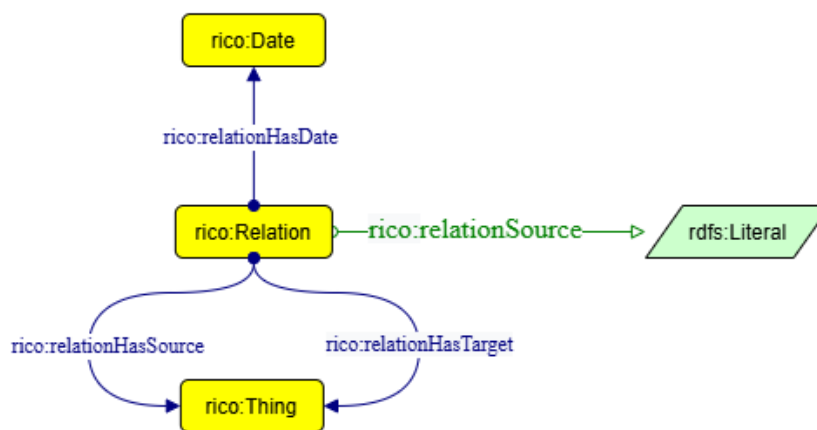 rico:Date
rico:relationHasDate
rico:Relation
rico:relationSource
rdfs:Literal
rico:relationHasSource
rico:relationHasTarget
rico:Thing